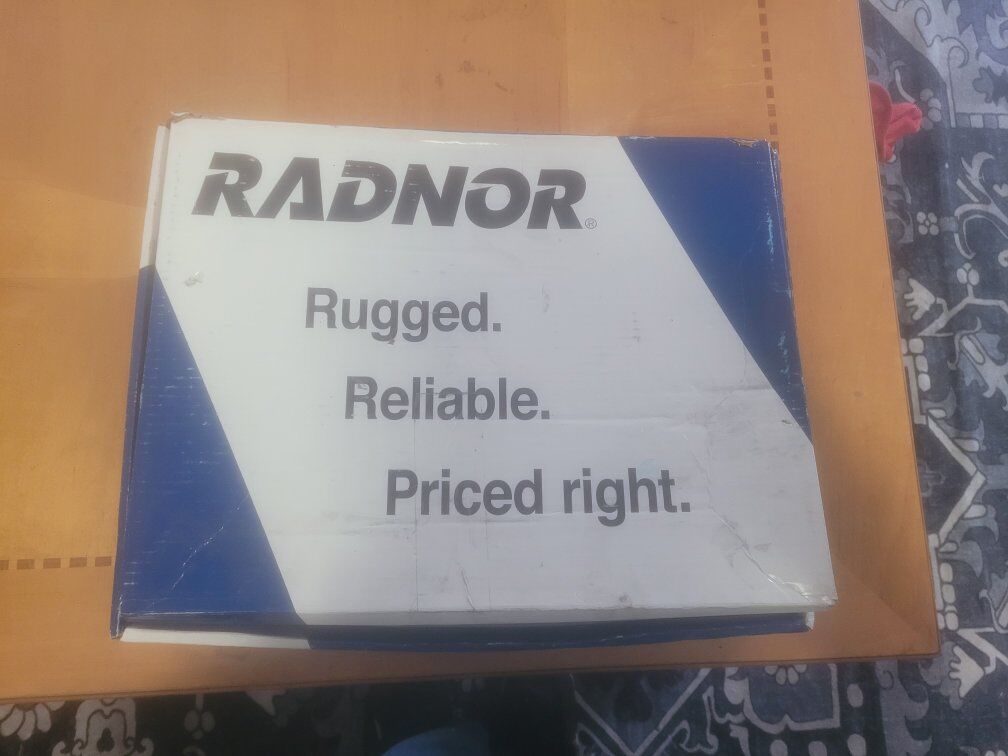 RADNOR®
Rugged.
Reliable.
Priced right.